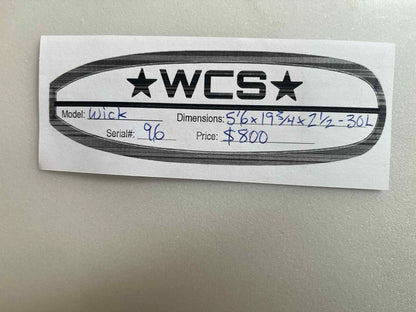 ★WCS★
Model: Wick Dimensions: 5'6 x 19 3/4 x 2 1/2 - 30L
Serial#: 96 Price: $800